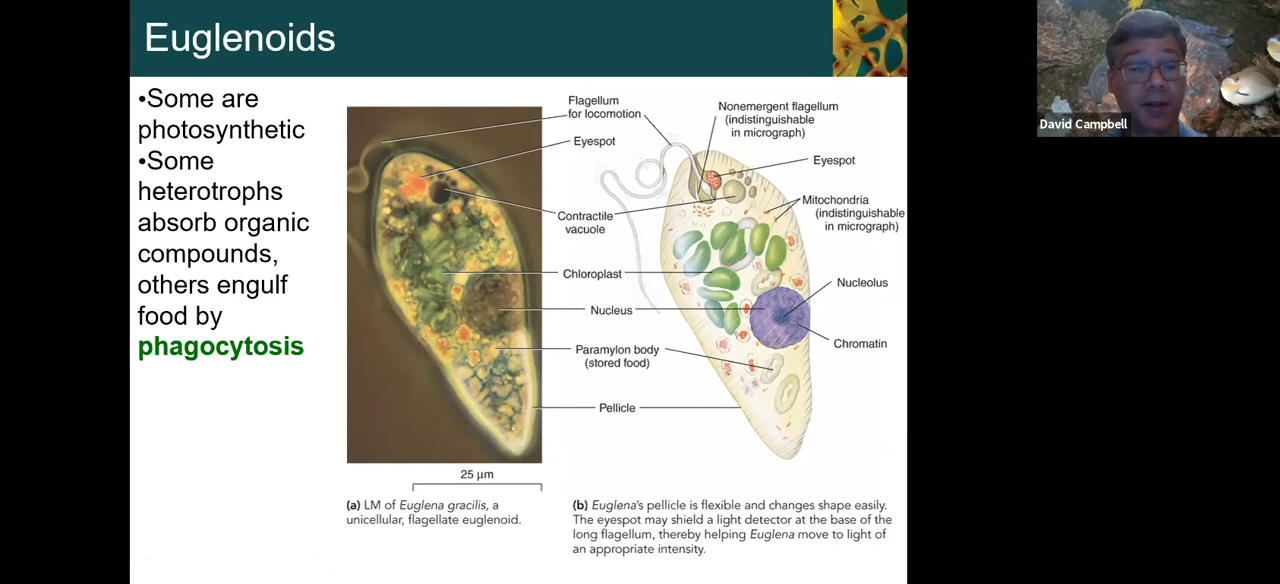 Euglenoids
•Some are
photosynthetic
•Some
heterotrophs
absorb organic
compounds,
others engulf
food by
phagocytosis
Flagellum
for locomotion
Eyespot
Contractile
vacuole
Chloroplast
Nucleus
Paramylon body
(stored food)
Pellicle
Nonemergent flagellum
(indistinguishable
in micrograph)
Eyespot
Mitochondria
(indistinguishable
in micrograph)
Nucleolus
Chromatin
25 µm
(a) LM of Euglena gracilis, a
unicellular, flagellate euglenoid.
(b) Euglena's pellicle is flexible and changes shape easily.
The eyespot may shield a light detector at the base of the
long flagellum, thereby helping Euglena move to light of
an appropriate intensity.
David Campbell